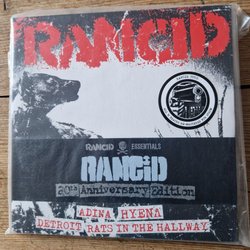 RANCID
RANCID ESSENTIALS
RANCID
20th Anniversary Edition
ADINA HYENA
DETROIT RATS IN THE HALLWAY